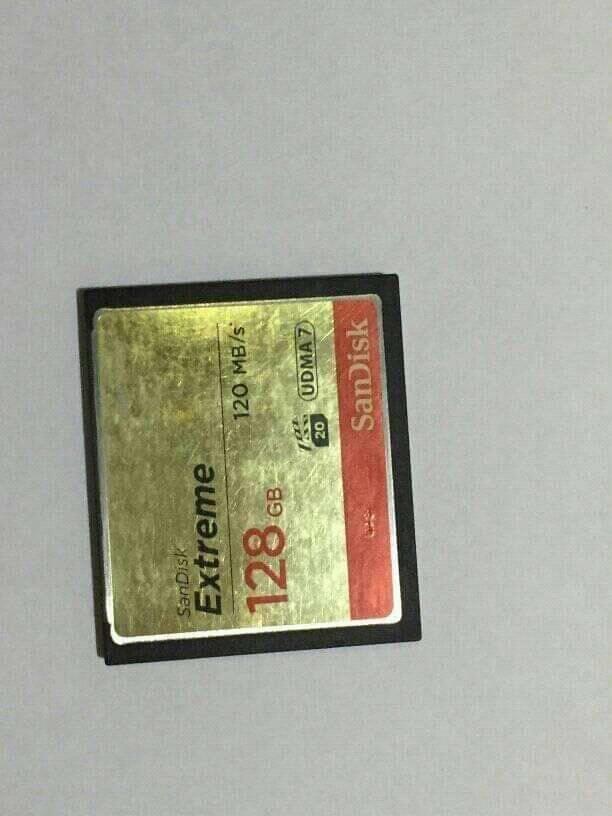 SanDisk
Extreme
120 MB/s*
128 GB
20
UDMA 7
SanDisk